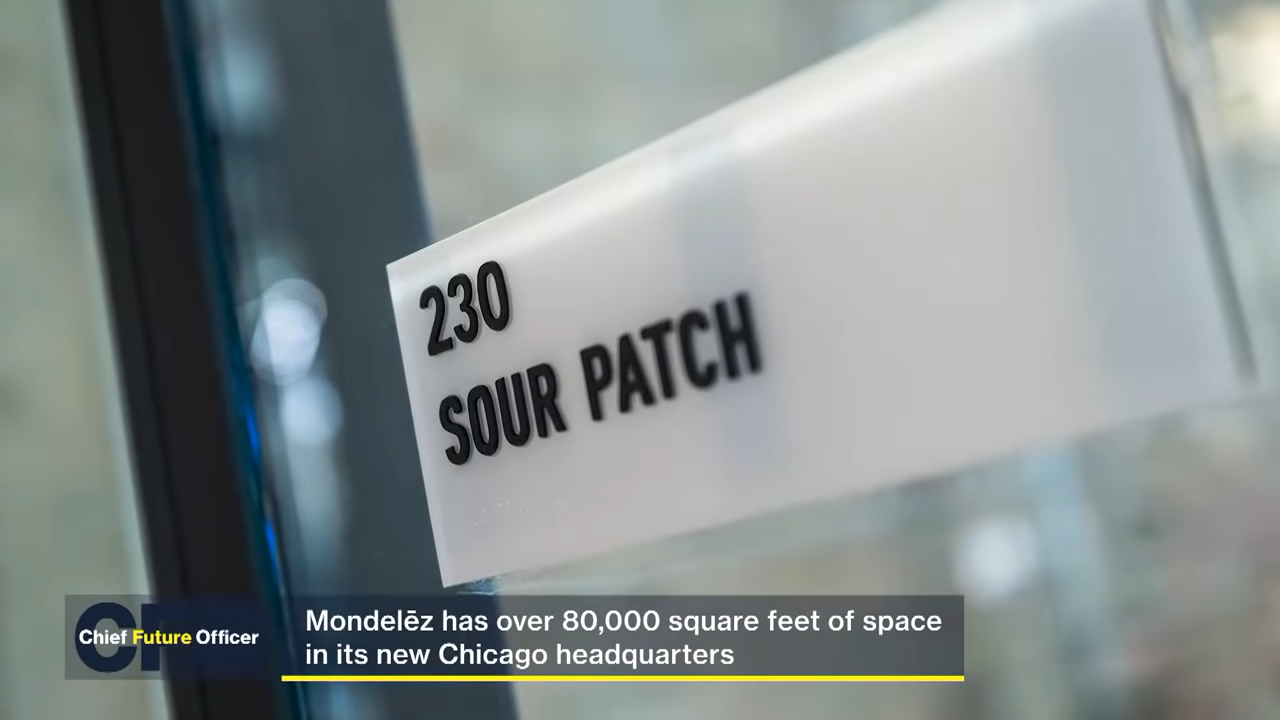 230
SOUR PATCH
Chief Future Officer
Mondelēz has over 80,000 square feet of space
in its new Chicago headquarters